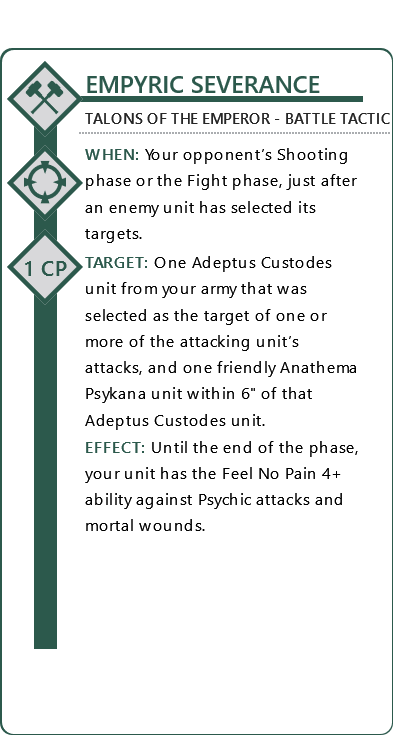 EMPYRIC SEVERANCE
TALONS OF THE EMPEROR - BATTLE TACTIC
WHEN: Your opponent's Shooting
phase or the Fight phase, just after
an enemy unit has selected its
targets.
1 CP
TARGET: One Adeptus Custodes
unit from your army that was
selected as the target of one or
more of the attacking unit's
attacks, and one friendly Anathema
Psykana unit within 6" of that
Adeptus Custodes unit.
EFFECT: Until the end of the phase,
your unit has the Feel No Pain 4+
ability against Psychic attacks and
mortal wounds.